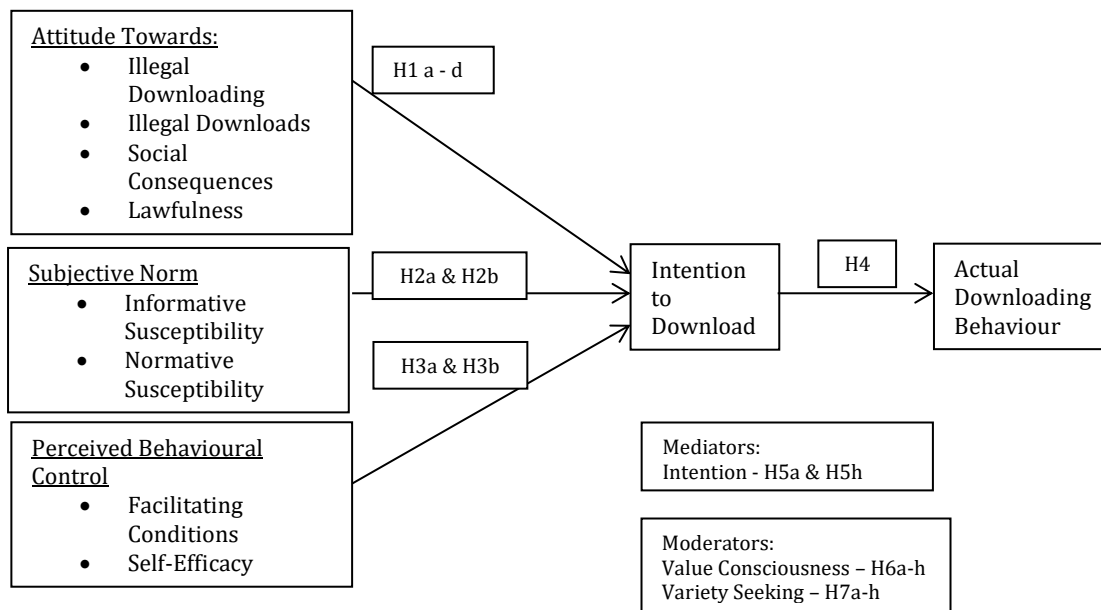 Attitude Towards:
• Illegal
Downloading
• Illegal Downloads
• Social
Consequences
• Lawfulness
H1 a - d
Subjective Norm
• Informative
Susceptibility
• Normative
Susceptibility
H2a & H2b
H3a & H3b
Perceived Behavioural
Control
• Facilitating
Conditions
• Self-Efficacy
Intention
to
Download
H4
Actual
Downloading
Behaviour
Mediators:
Intention - H5a & H5h
Moderators:
Value Consciousness – H6a-h
Variety Seeking – H7a-h